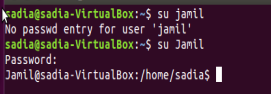 sadia@sadia-VirtualBox:~$ su jamil
No passwd entry for user 'jamil'
sadia@sadia-VirtualBox:~$ su Jamil
Password:
Jamil@sadia-VirtualBox:/home/sadia$